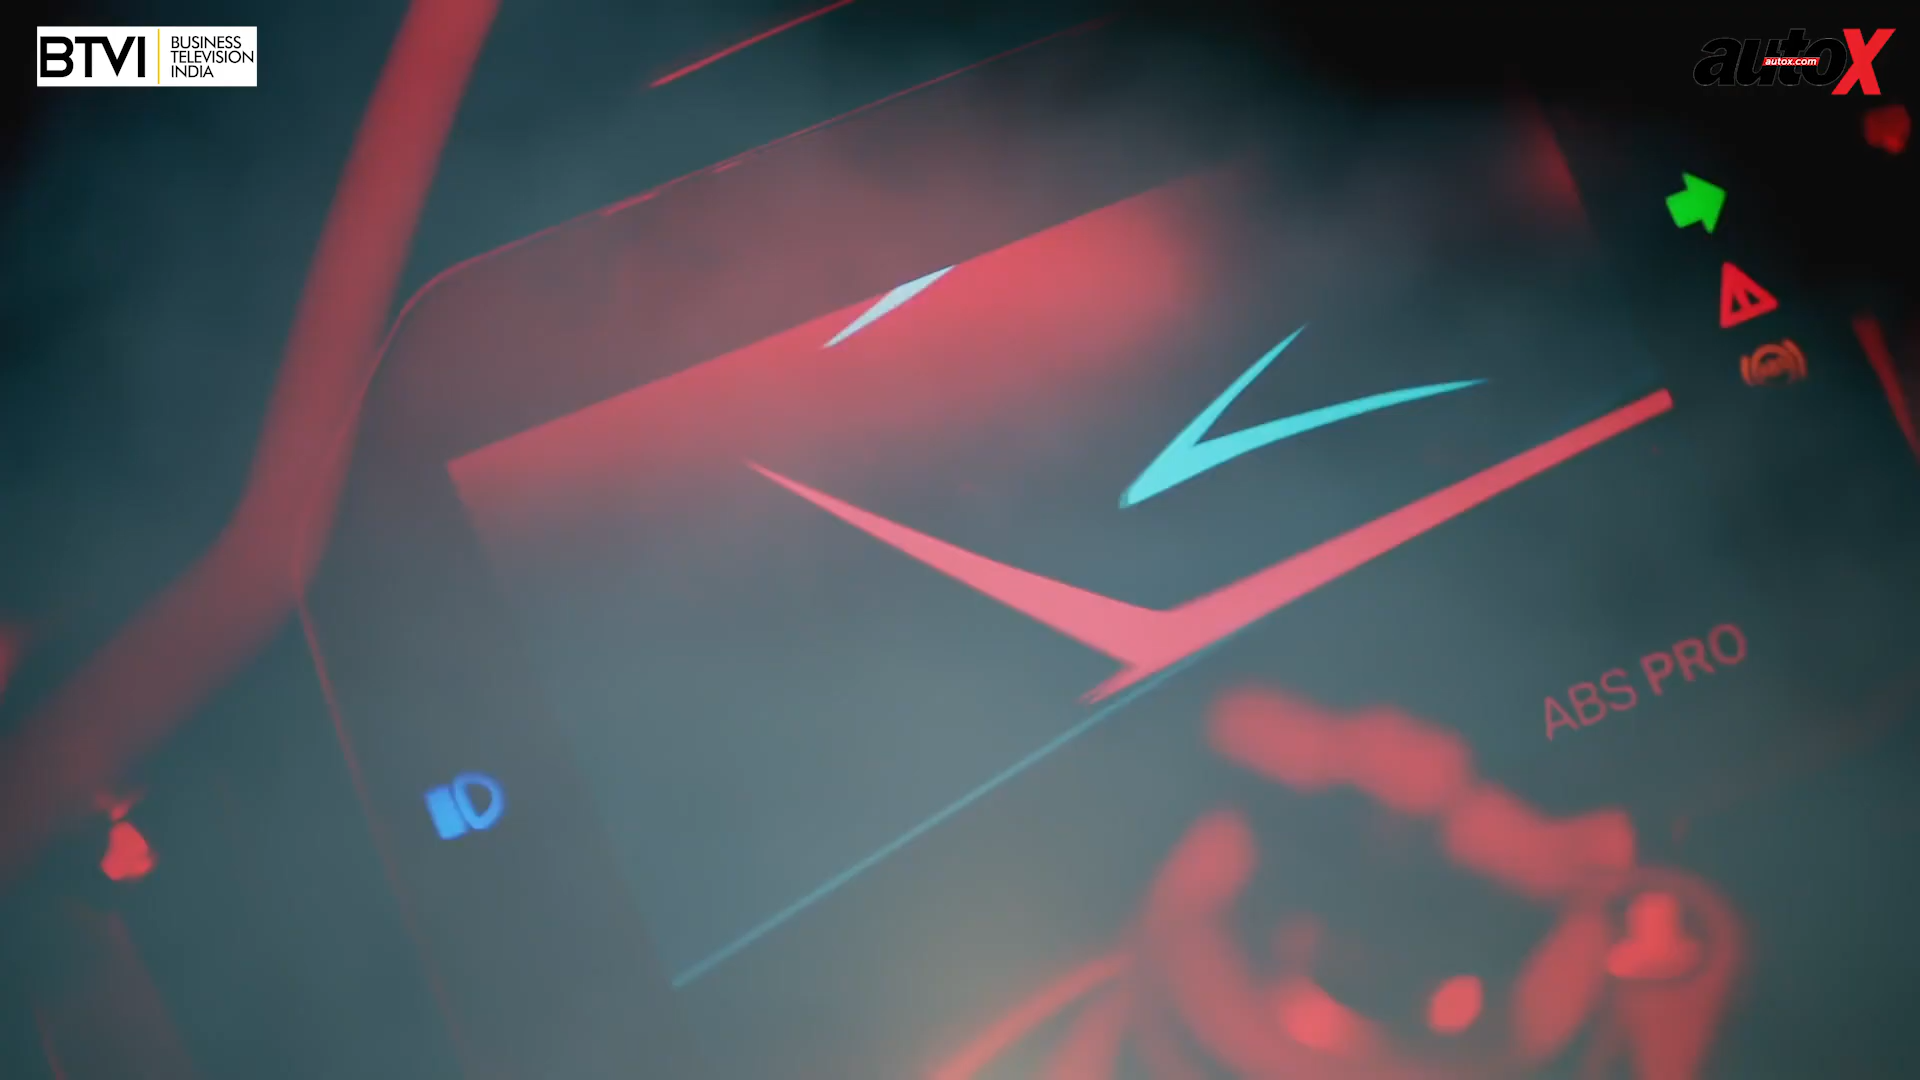 BTVI
BUSINESS
TELEVISION
INDIA
autoX
autox.com
ABS PRO